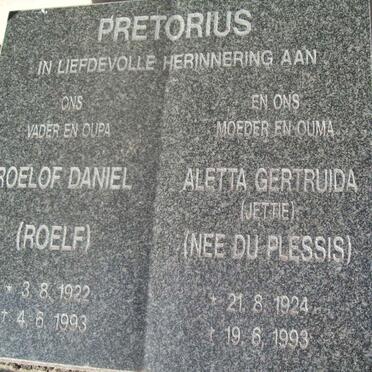 PRETORIUS
IN LIEFDEVOLLE HERINNERING AAN
ONS
VADER EN OUPA
ROELOF DANIEL
(ROELF)
* 3. 8. 1922
† 4. 6. 1993
EN ONS
MOEDER EN OUMA
ALETTA GERTRUIDA
(JETTIE)
(NEE DU PLESSIS)
* 21. 8. 1924
† 19. 6. 1993